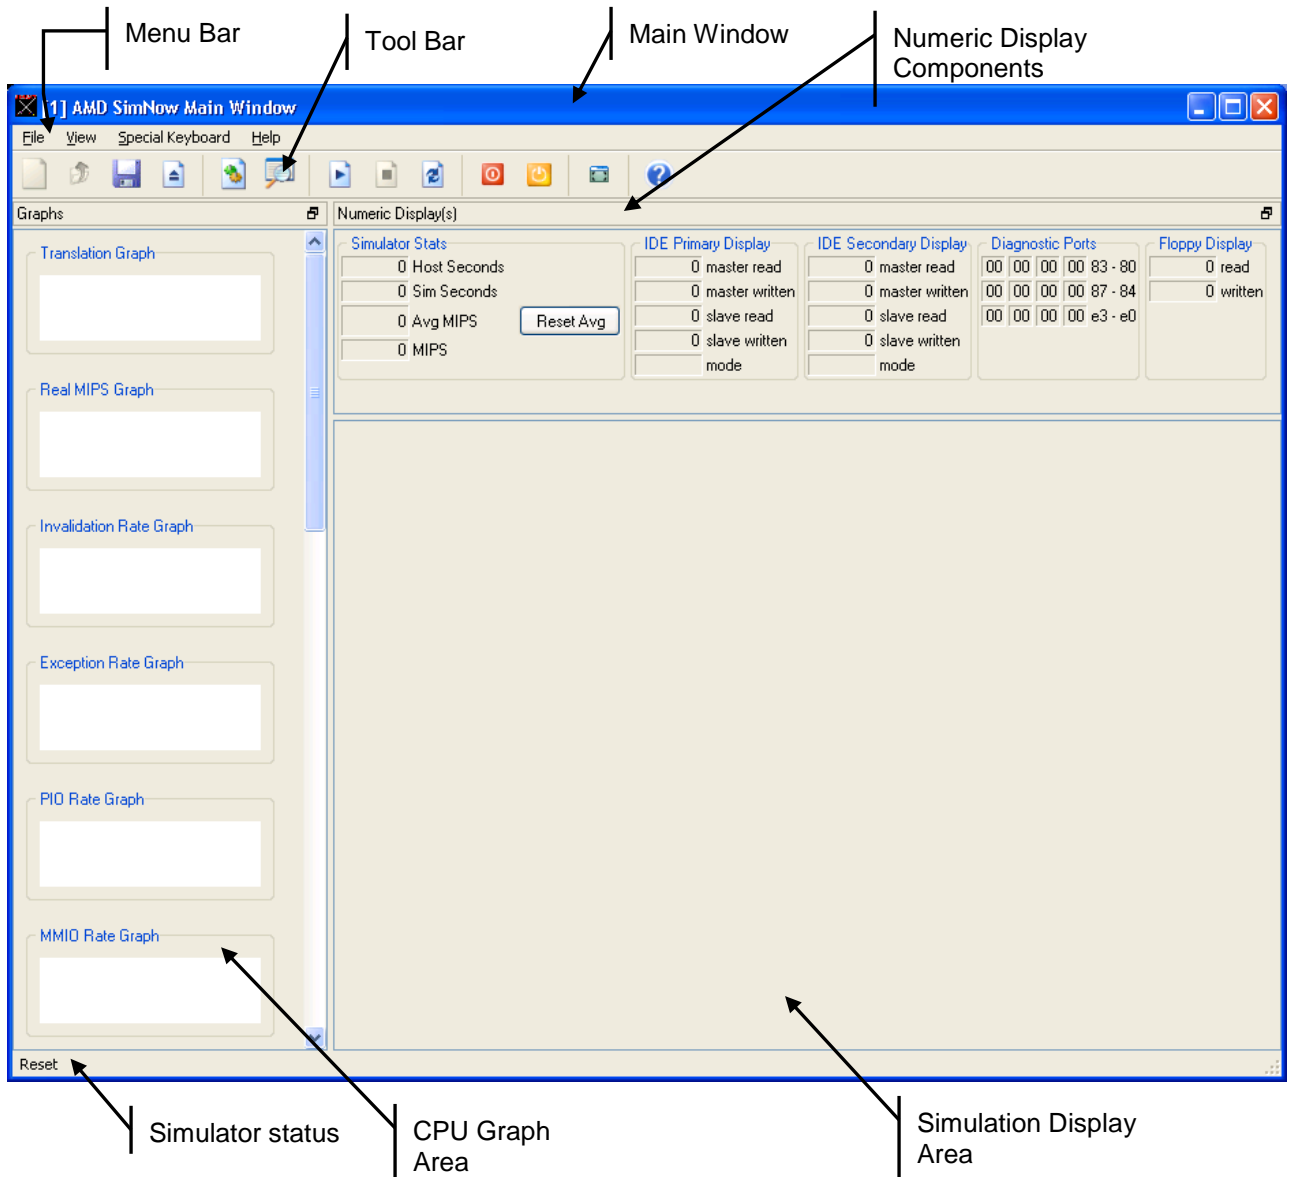 Menu Bar
Tool Bar
Main Window
Numeric Display
Components
[1] AMD SimNow Main Window
File View Special Keyboard Help
Graphs
Numeric Display(s)
Translation Graph
Real MIPS Graph
Invalidation Rate Graph
Exception Rate Graph
PIO Rate Graph
MMIO Rate Graph
Simulator Stats
0 Host Seconds
0 Sim Seconds
0 Avg MIPS Reset Avg
0 MIPS
IDE Primary Display
0 master read
0 master written
0 slave read
0 slave written
mode
IDE Secondary Display
0 master read
0 master written
0 slave read
0 slave written
mode
Diagnostic Ports
00 00 00 00 83 - 80
00 00 00 00 87 - 84
00 00 00 00 e3 - e0
Floppy Display
0 read
0 written
Reset
Simulator status
CPU Graph
Area
Simulation Display
Area